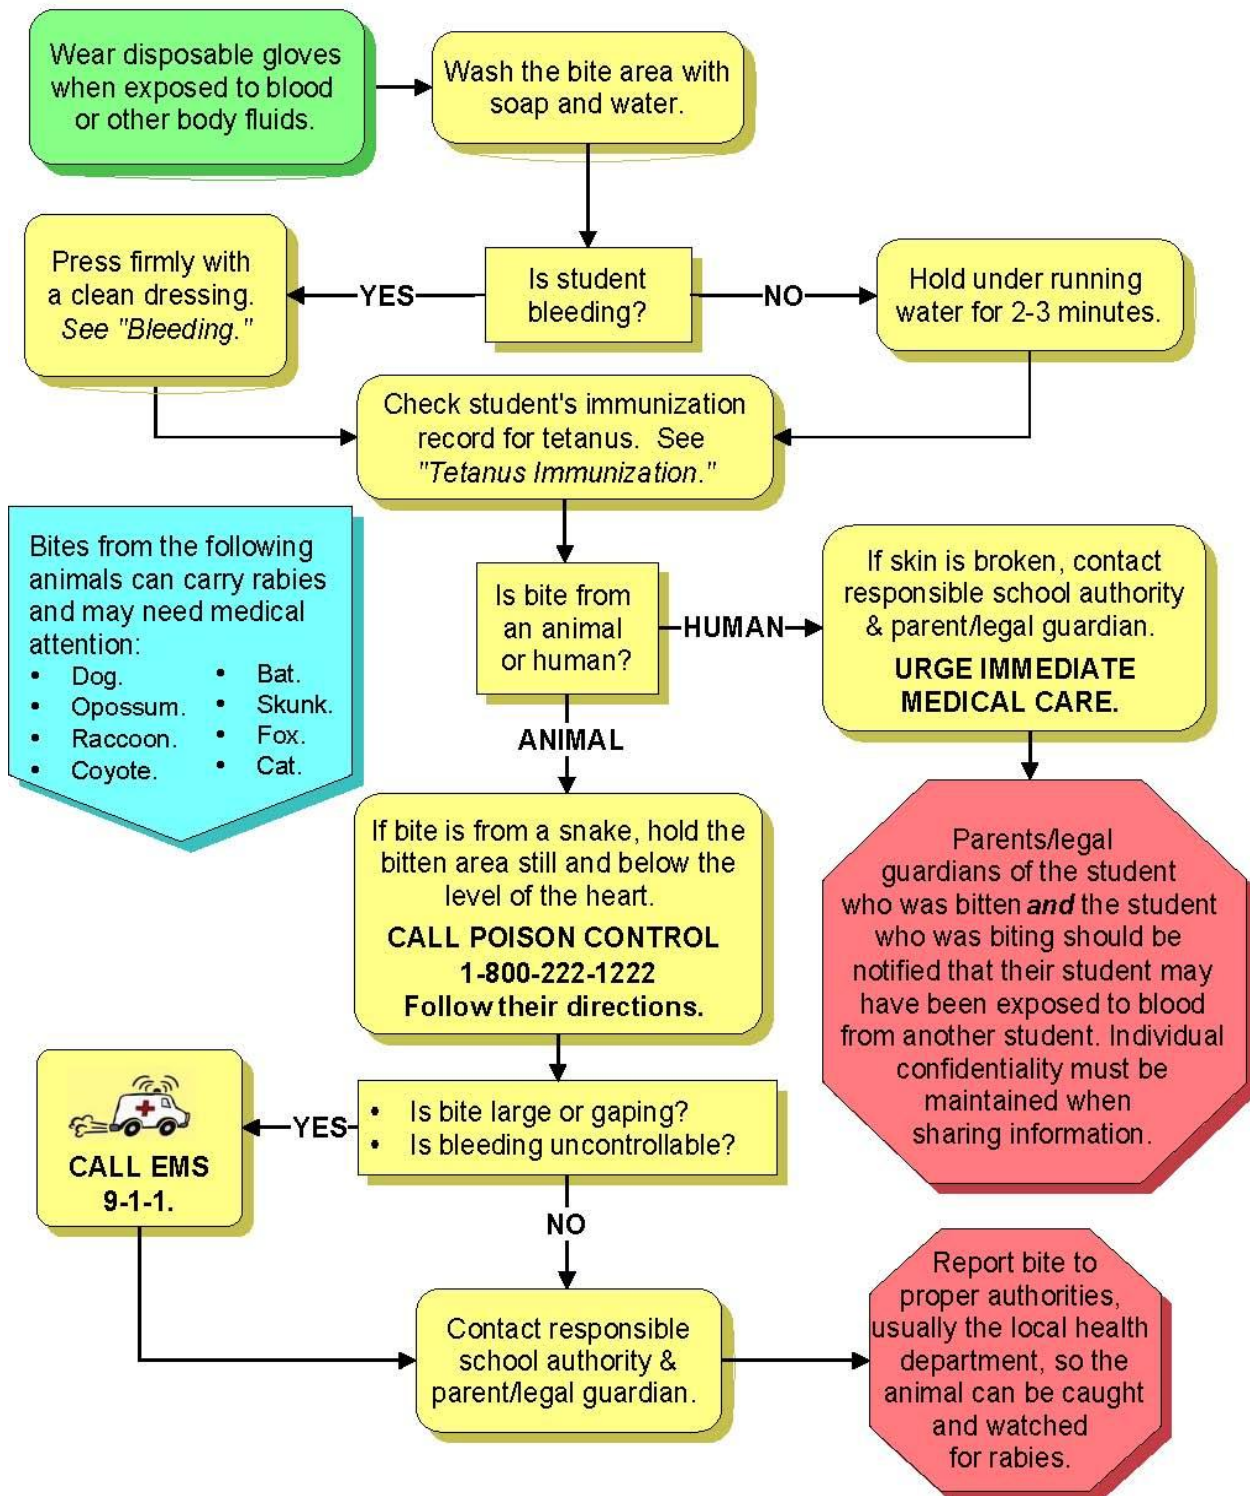 Wear disposable gloves
when exposed to blood
or other body fluids.
Wash the bite area with
soap and water.
Press firmly with
a clean dressing.
See "Bleeding."
YES
Is student
bleeding?
NO
Hold under running
water for 2-3 minutes.
Check student's immunization
record for tetanus. See
"Tetanus Immunization."
Bites from the following
animals can carry rabies
and may need medical
attention:
• Dog.
• Opossum.
• Raccoon.
• Coyote.
• Bat.
• Skunk.
• Fox.
• Cat.
Is bite from
an animal
or human?
HUMAN
If skin is broken, contact
responsible school authority
& parent/legal guardian.
URGE IMMEDIATE
MEDICAL CARE.
ANIMAL
If bite is from a snake, hold the
bitten area still and below the
level of the heart.
CALL POISON CONTROL
1-800-222-1222
Follow their directions.
Parents/legal
guardians of the student
who was bitten and the student
who was biting should be
notified that their student may
have been exposed to blood
from another student. Individual
confidentiality must be
maintained when
sharing information.
CALL EMS
9-1-1.
YES
• Is bite large or gaping?
• Is bleeding uncontrollable?
NO
Contact responsible
school authority &
parent/legal guardian.
Report bite to
proper authorities,
usually the local health
department, so the
animal can be caught
and watched
for rabies.